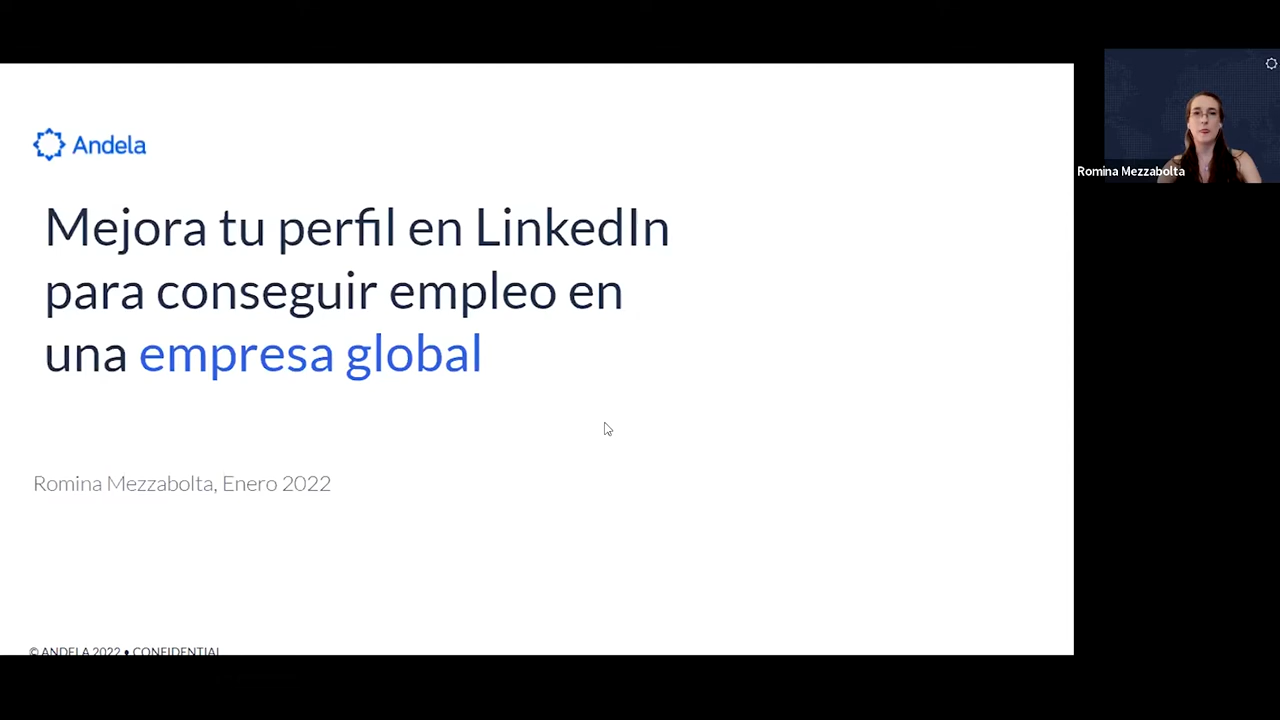 Andela
Mejora tu perfil en LinkedIn
para conseguir empleo en
una empresa global
Romina Mezzabolta, Enero 2022
© ANDELA 2022 • CONFIDENTIAL
Romina Mezzabolta